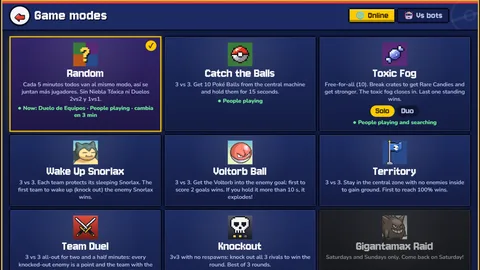 Game modes
Online
Vs bots
Random
Cada 5 minutos todos van al mismo modo, así se
juntan más jugadores. Sin Niebla Tóxica ni Duelos
2vs2 y 1vs1.
• Now: Duelo de Equipos · People playing · cambia
en 3 min
Catch the Balls
3 vs 3. Get 10 Poké Balls from the central machine
and hold them for 15 seconds.
• People playing
Toxic Fog
Free-for-all (10). Break crates to get Rare Candies and
get stronger. The toxic fog closes in. Last one standing
wins.
Solo
Duo
• People playing and searching
Wake Up Snorlax
3 vs 3. Each team protects its sleeping Snorlax. The
first team to wake up (knock out) the enemy Snorlax
wins.
Voltorb Ball
3 vs 3. Get the Voltorb into the enemy goal: first to
score 2 goals wins. If you hold it more than 10 s, it
explodes!
Territory
3 vs 3. Stay in the central zone with no enemies inside
to gain ground. First to reach 100% wins.
Team Duel
3 vs 3 all-out for two and a half minutes: every
knocked-out enemy is a point and the team with the
Knockout
3v3 with no respawns: knock out all 3 rivals to win the
round. Best of 3 rounds.
Gigantamax Raid
Saturdays and Sundays only. Come back on Saturday!